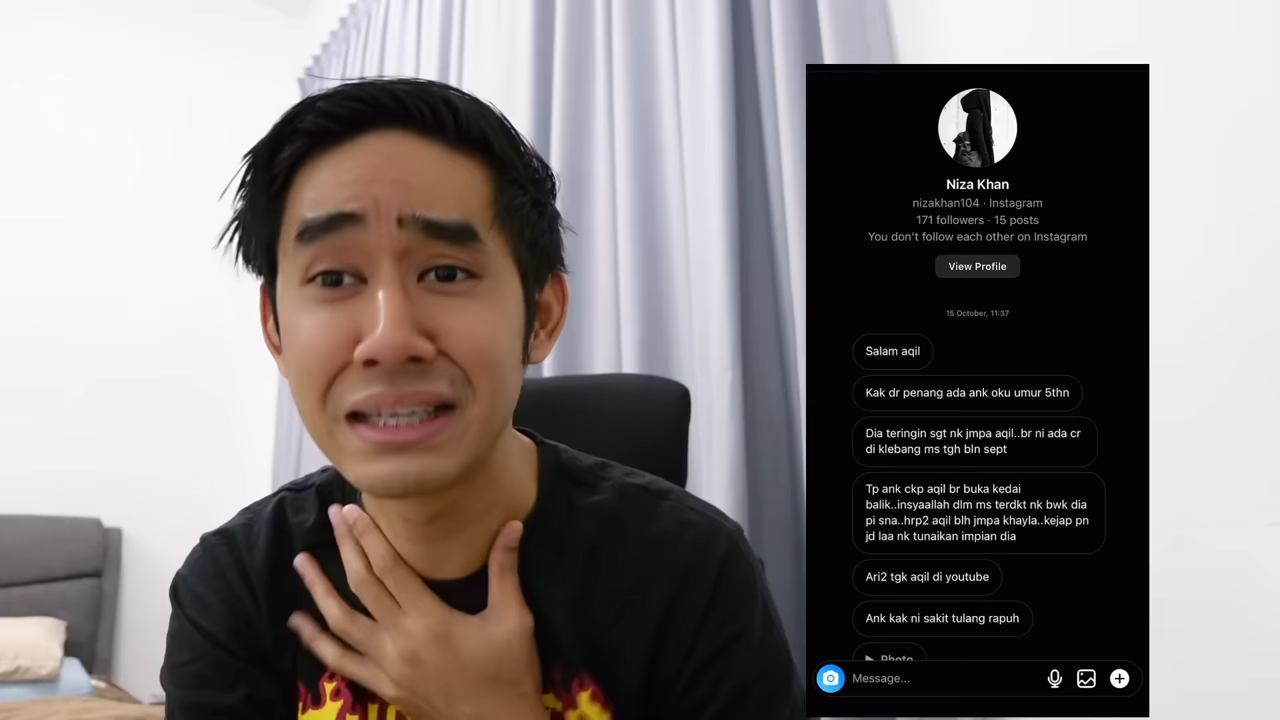 Niza Khan
nizakhan104 · Instagram
171 followers · 15 posts
You don't follow each other on Instagram
View Profile
15 October, 11:37
Salam aqil
Kak dr penang ada ank oku umur 5thn
Dia teringin sgt nk jmpa aqil..br ni ada cr
di klebang ms tgh bln sept
Tp ank ckp aqil br buka kedai
balik..insyaallah dlm ms terdkt nk bwk dia
pi sna..hrp2 aqil blh jmpa khayla..kejap pn
jd laa nk tunaikan impian dia
Ari2 tgk aqil di youtube
Ank kak ni sakit tulang rapuh
Photo
Message...